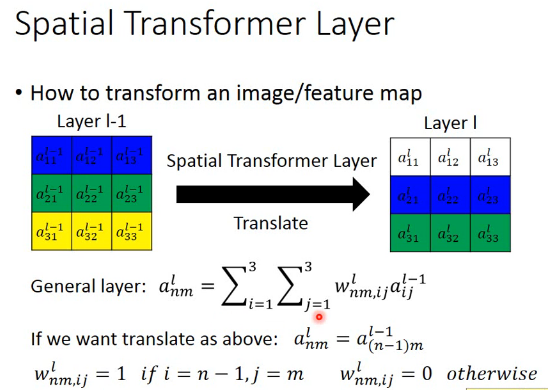 Spatial Transformer Layer
• How to transform an image/feature map
Layer l-1
Layer l
a_{11}^{l-1} a_{12}^{l-1} a_{13}^{l-1}
a_{21}^{l-1} a_{22}^{l-1} a_{23}^{l-1}
a_{31}^{l-1} a_{32}^{l-1} a_{33}^{l-1}
Spatial Transformer Layer
Translate
a_{11}^{l} a_{12}^{l} a_{13}^{l}
a_{21}^{l} a_{22}^{l} a_{23}^{l}
a_{31}^{l} a_{32}^{l} a_{33}^{l}
General layer: a_{nm}^{l} = \sum_{i=1}^{3} \sum_{j=1}^{3} w_{nm,ij}^{l} a_{ij}^{l-1}
If we want translate as above: a_{nm}^{l} = a_{(n-1)m}^{l-1}
w_{nm,ij}^{l} = 1 if i = n − 1, j = m w_{nm,ij}^{l} = 0 otherwise